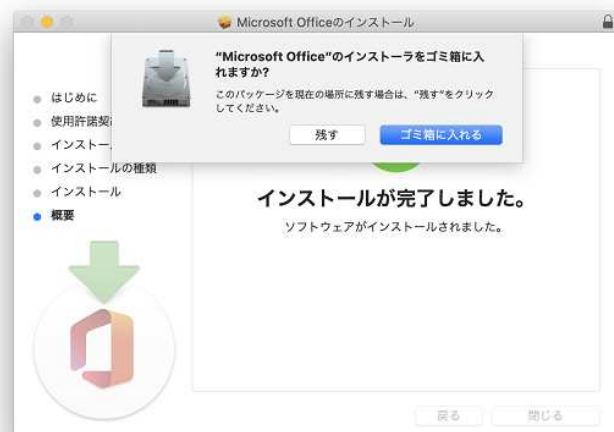 Microsoft Officeのインストール
“Microsoft Office”のインストーラをゴミ箱に入
れますか?
このパッケージを現在の場所に残す場合は、“残す”をクリック
してください。
残す
ゴミ箱に入れる
はじめに
使用許諾契
インストー
インストールの種類
インストール
概要
インストールが完了しました。
ソフトウェアがインストールされました。
戻る
閉じる